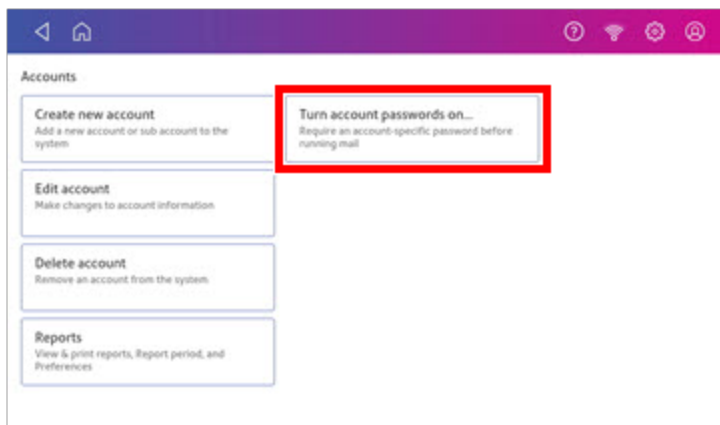 Accounts
Create new account
Add a new account or sub account to the
system
Turn account passwords on...
Require an account-specific password before
running mail
Edit account
Make changes to account information
Delete account
Remove an account from the system
Reports
View & print reports, Report period, and
Preferences